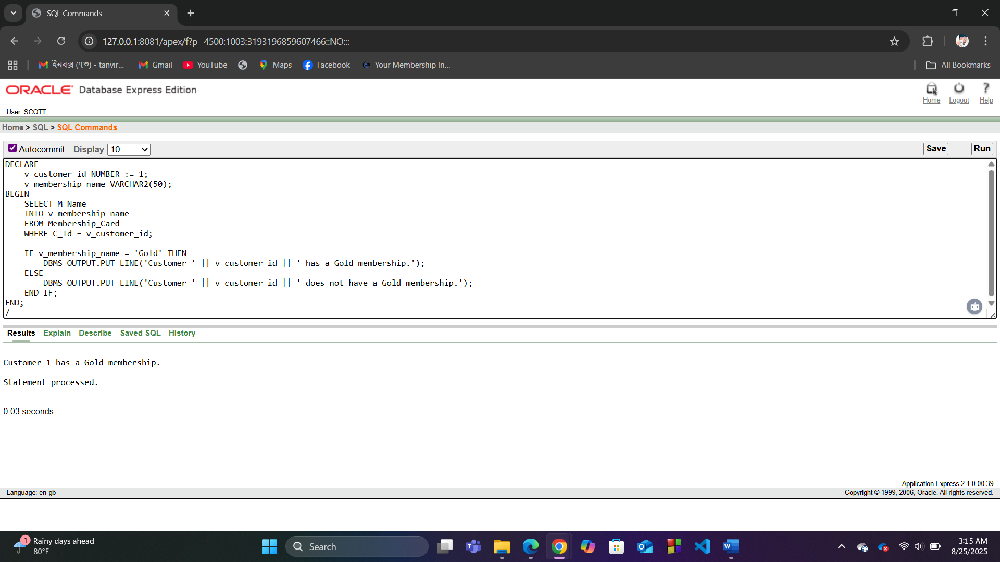 SQL Commands
127.0.0.1:8081/apex/f?p=4500:1003:3193196859607466::NO:::
ইনবক্স (৭৩) - tanvir...
Gmail
YouTube
Maps
Facebook
Your Membership In...
All Bookmarks
ORACLE Database Express Edition
Home
Logout
? Help
User: SCOTT
Home > SQL > SQL Commands
Autocommit Display 10
Save
Run
DECLARE
    v_customer_id NUMBER := 1;
    v_membership_name VARCHAR2(50);
BEGIN
    SELECT M_Name
    INTO v_membership_name
    FROM Membership_Card
    WHERE C_Id = v_customer_id;
    IF v_membership_name = 'Gold' THEN
        DBMS_OUTPUT.PUT_LINE('Customer ' || v_customer_id || ' has a Gold membership.');
    ELSE
        DBMS_OUTPUT.PUT_LINE('Customer ' || v_customer_id || ' does not have a Gold membership.');
    END IF;
END;
/
Results Explain Describe Saved SQL History
Customer 1 has a Gold membership.
Statement processed.
0.03 seconds
Application Express 2.1.0.00.39
Language: en-gb
Copyright © 1999, 2006, Oracle. All rights reserved.
1
Rainy days ahead
80°F
Search
3:15 AM
8/25/2025